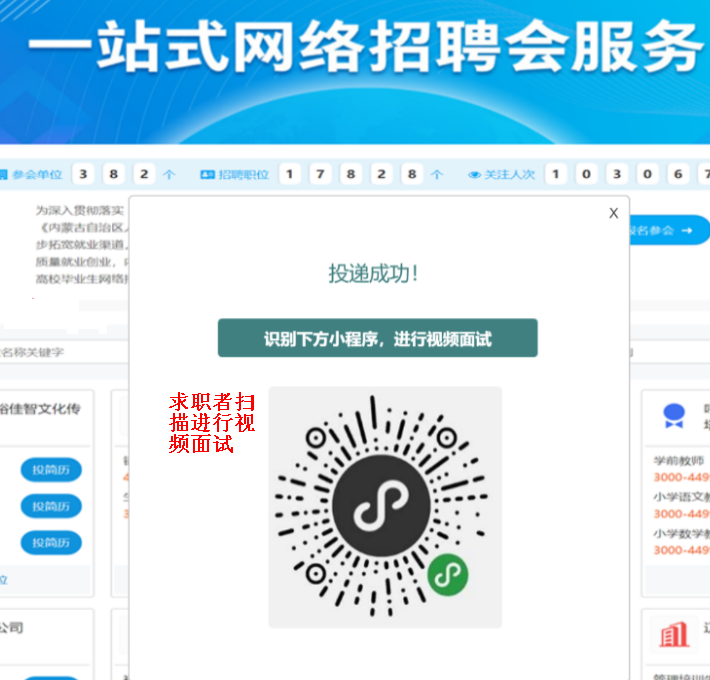 一站式网络招聘会服务
参会单位 3 8 2 个 招聘职位 1 7 8 2 8 个 关注人次 1 0 3 0 6 7
为深入贯彻落实
《内蒙古自治区
步拓宽就业渠道，
质量就业创业，
高校毕业生网络
X
报名参会 →
投递成功！
识别下方小程序，进行视频面试
名称关键字
求职者扫
描进行视
频面试
裕佳智文化传
投简历
投简历
投简历
位
公司
学前教师
3000-449
小学语文教
3000-449
小学数学教
3000-449